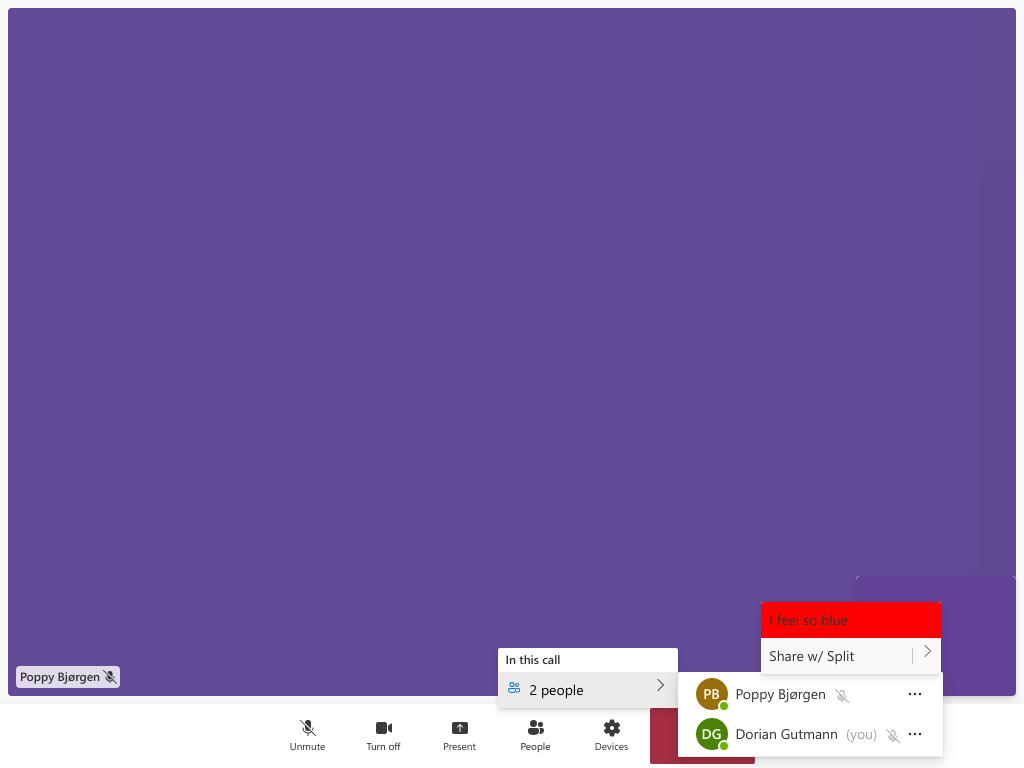 I feel so blue
Share w/ Split
In this call
Poppy Bjørgen
2 people
PB Poppy Bjørgen
DG Dorian Gutmann (you)
Unmute
Turn off
Present
People
Devices